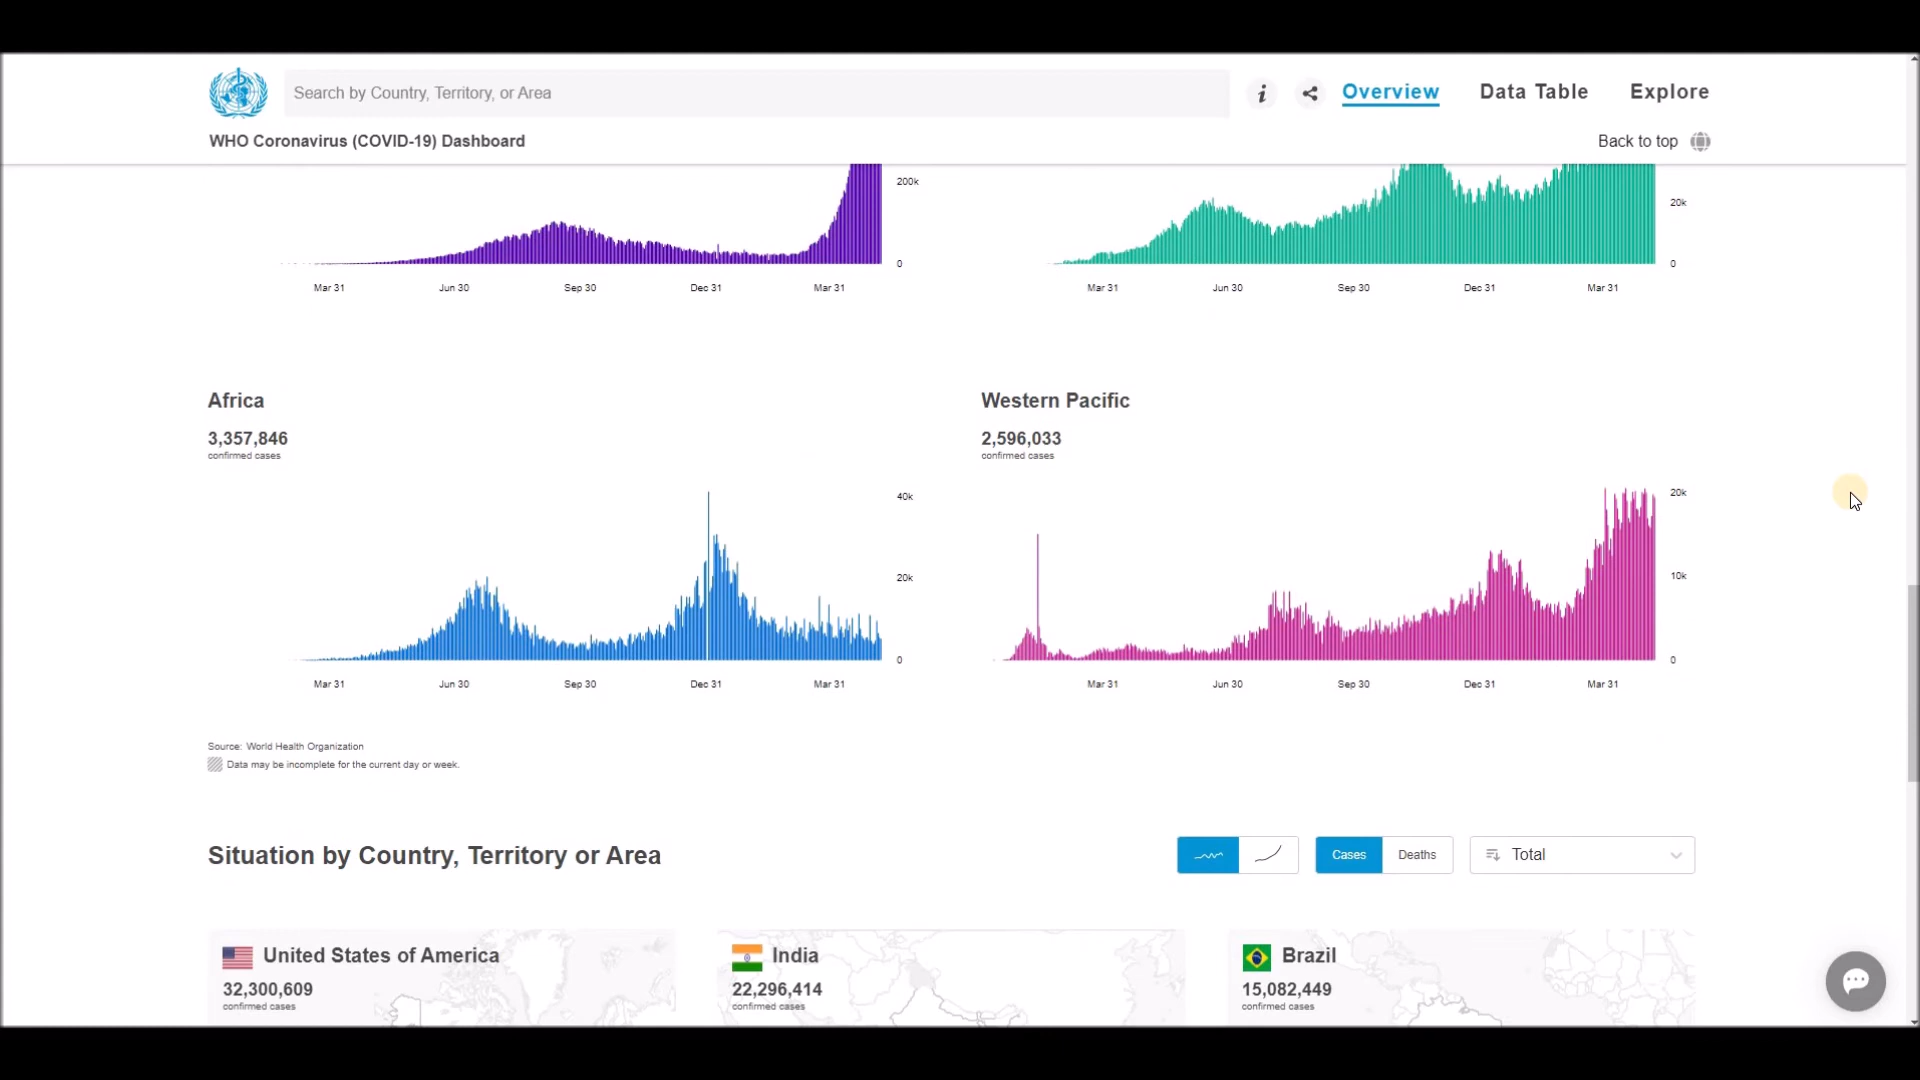 Search by Country, Territory, or Area
i
Overview
Data Table
Explore
WHO Coronavirus (COVID-19) Dashboard
Back to top
200k
0
Mar 31 Jun 30 Sep 30 Dec 31 Mar 31
20k
0
Mar 31 Jun 30 Sep 30 Dec 31 Mar 31
Africa
3,357,846
confirmed cases
40k
20k
0
Mar 31 Jun 30 Sep 30 Dec 31 Mar 31
Western Pacific
2,596,033
confirmed cases
20k
10k
0
Mar 31 Jun 30 Sep 30 Dec 31 Mar 31
Source: World Health Organization
Data may be incomplete for the current day or week.
Situation by Country, Territory or Area
Cases
Deaths
Total
United States of America
32,300,609
confirmed cases
India
22,296,414
confirmed cases
Brazil
15,082,449
confirmed cases